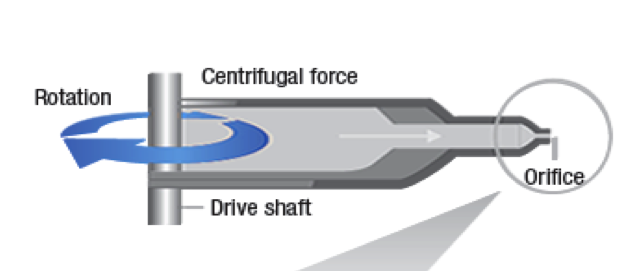 Centrifugal force
Rotation
Orifice
Drive shaft